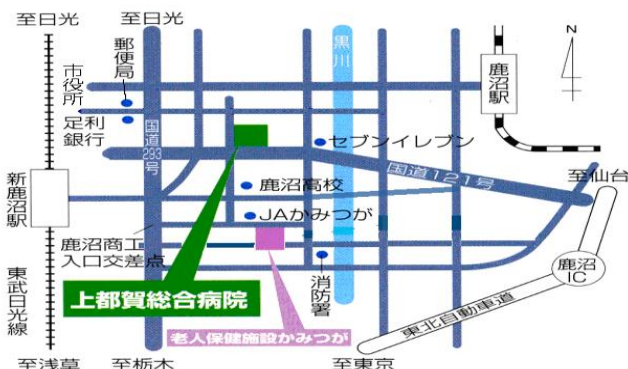 至日光
至日光
N
郵便局
市役所
黒川
鹿沼駅
足利
銀行
国道
293
号
セブンイレブン
国道121号
至仙台
鹿沼高校
新鹿沼駅
JAかみつが
鹿沼商工
入口交差点
鹿沼
IC
上都賀総合病院
消防署
東武日光線
東北自動車道
老人保健施設かみつが
至浅草
至栃木
至東京